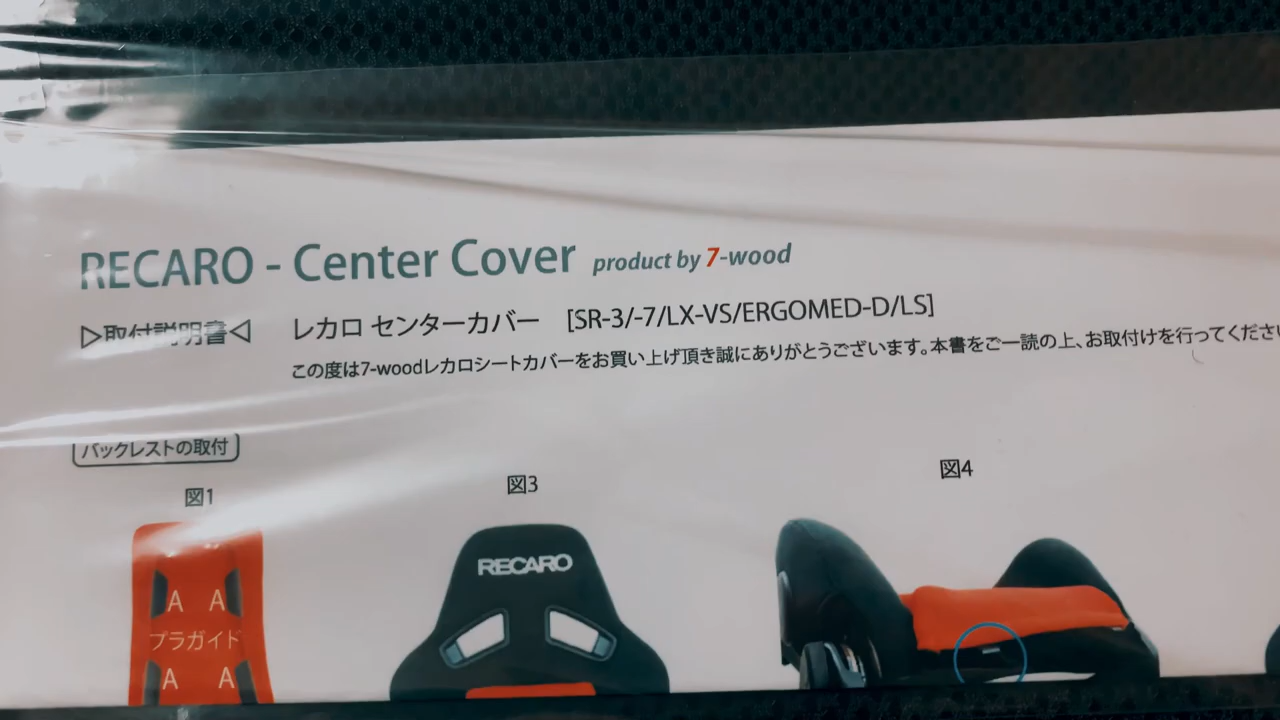 RECARO - Center Cover product by 7-wood
▷取付説明書◁ レカロ センターカバー [SR-3/-7/LX-VS/ERGOMED-D/LS]
この度は7-woodレカロシートカバーをお買い上げ頂き誠にありがとうございます。本書をご一読の上、お取付けを行ってくださ
バックレストの取付
図1
図3
図4
RECARO
A A
プラガイド
A A